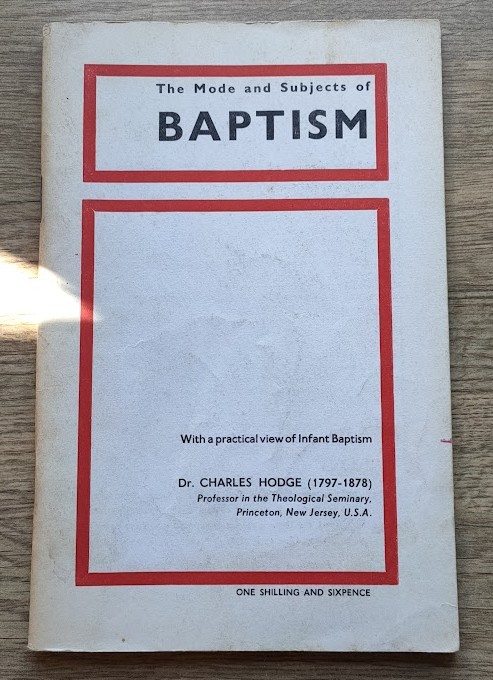 The Mode and Subjects of
BAPTISM
With a practical view of Infant Baptism
Dr. CHARLES HODGE (1797-1878)
Professor in the Theological Seminary,
Princeton, New Jersey, U.S.A.
ONE SHILLING AND SIXPENCE